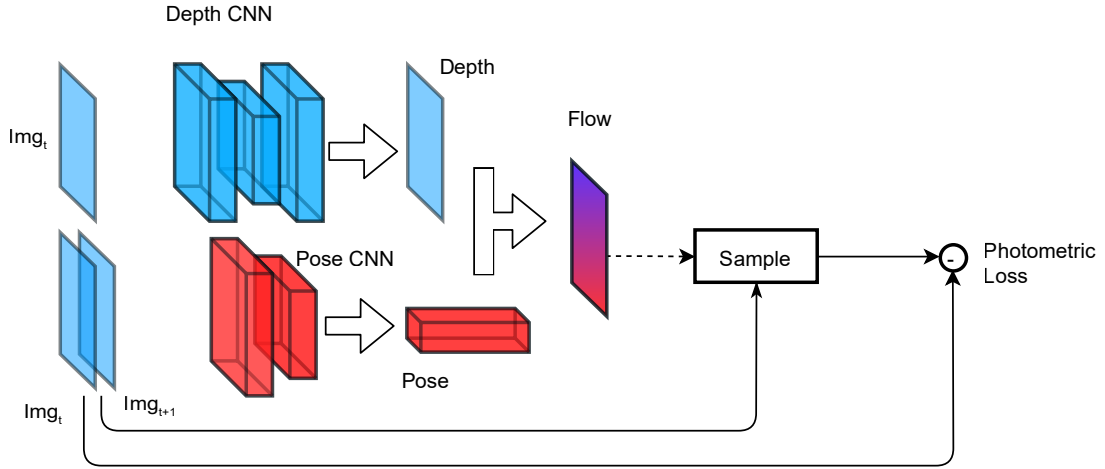 Depth CNN
Depth
Img_t
Flow
Pose CNN
Sample
-
Photometric
Loss
Pose
Img_t
Img_t+1